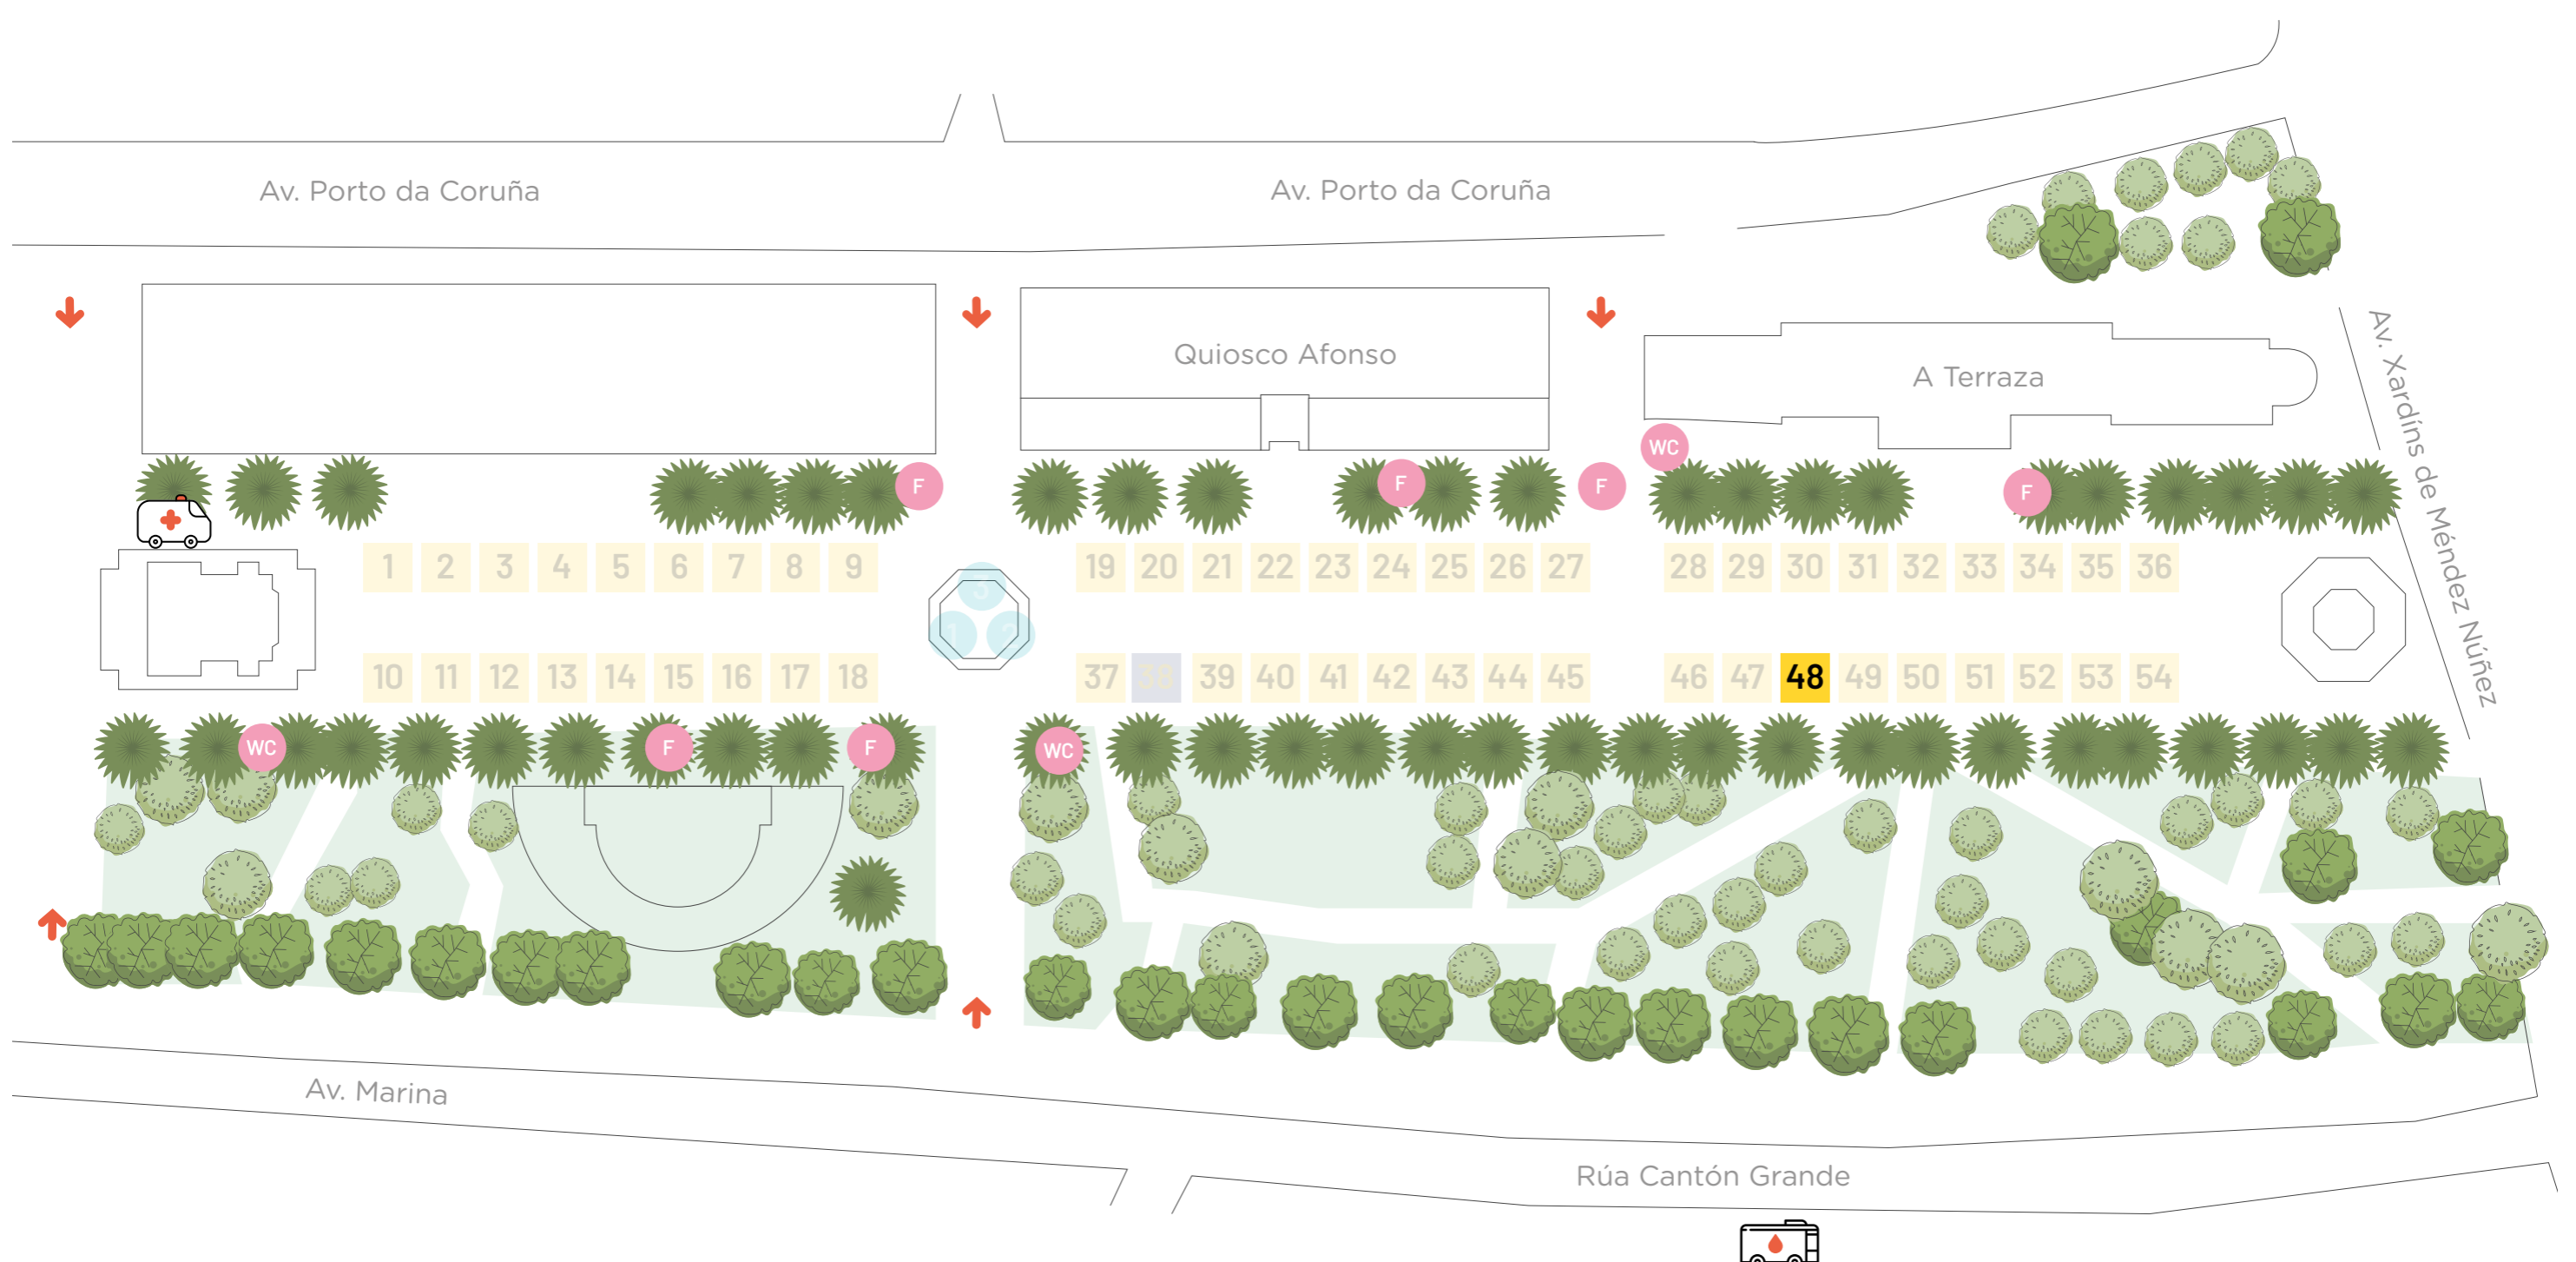 Av. Porto da Coruña
Av. Porto da Coruña
Quiosco Afonso
A Terraza
Av. Xardíns de Méndez Núñez
WC
F
F
F
F
1 2 3 4 5 6 7 8 9
3
1 2
19 20 21 22 23 24 25 26 27
28 29 30 31 32 33 34 35 36
10 11 12 13 14 15 16 17 18
37 38 39 40 41 42 43 44 45
46 47 48 49 50 51 52 53 54
WC
F
F
WC
Av. Marina
Rúa Cantón Grande